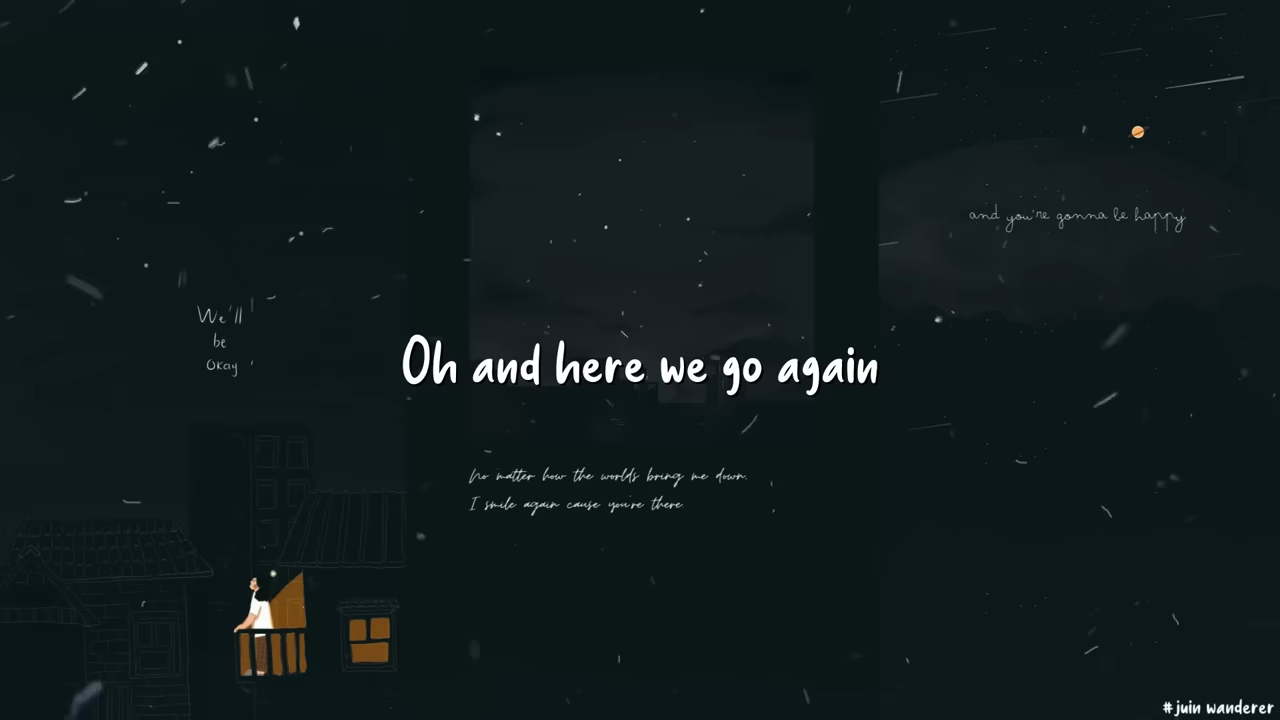 We'll
be
Okay
and you're gonna be happy
Oh and here we go again
No matter how the worlds bring me down.
I smile again cause you're there
#juin wanderer